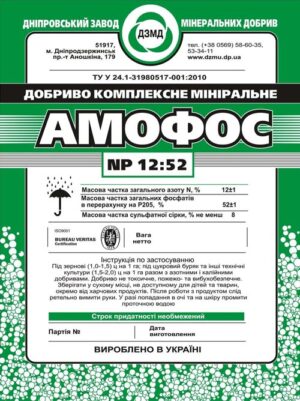 ДНІПРОВСЬКИЙ ЗАВОД
ДЗМД
МІНЕРАЛЬНИХ ДОБРИВ
51917,
м. Дніпродзержинськ
пр.-т Аношкіна, 179
тел. (+38 0569) 58-60-35,
53-34-11
www.dzmu.dp.ua
ТУ У 24.1-31980517-001:2010
ДОБРИВО КОМПЛЕКСНЕ МІНІРАЛЬНЕ
АМОФОС
NP 12:52
Масова частка загального азоту N, % 12±1
Масова частка загальних фосфатів
в перерахунку на P205, % 52±1
Масова частка сульфатної сірки, % не менш 8
ISO9001
BUREAU VERITAS
Certification
Вага
нетто
Інструкція по застосуванню
Під зернові (1,0-1,5) ц на 1 га; під цукровий буряк та інші технічні
культури (1,5-2,0) ц на 1 га разом з азотними і калійними
добривами. Добриво не токсичне, пожежно- та вибухобезпечне.
Зберігати у сухому місці, не доступному для дітей та тварин,
окремо від харчових продуктів. Після роботи з продуктом слід
ретельно вимити руки. У разі попадання в очі та на шкіру промити
проточною водою
Строк придатності необмежений
Партія №
Дата
виготовлення
ВИРОБЛЕНО В УКРАЇНІ